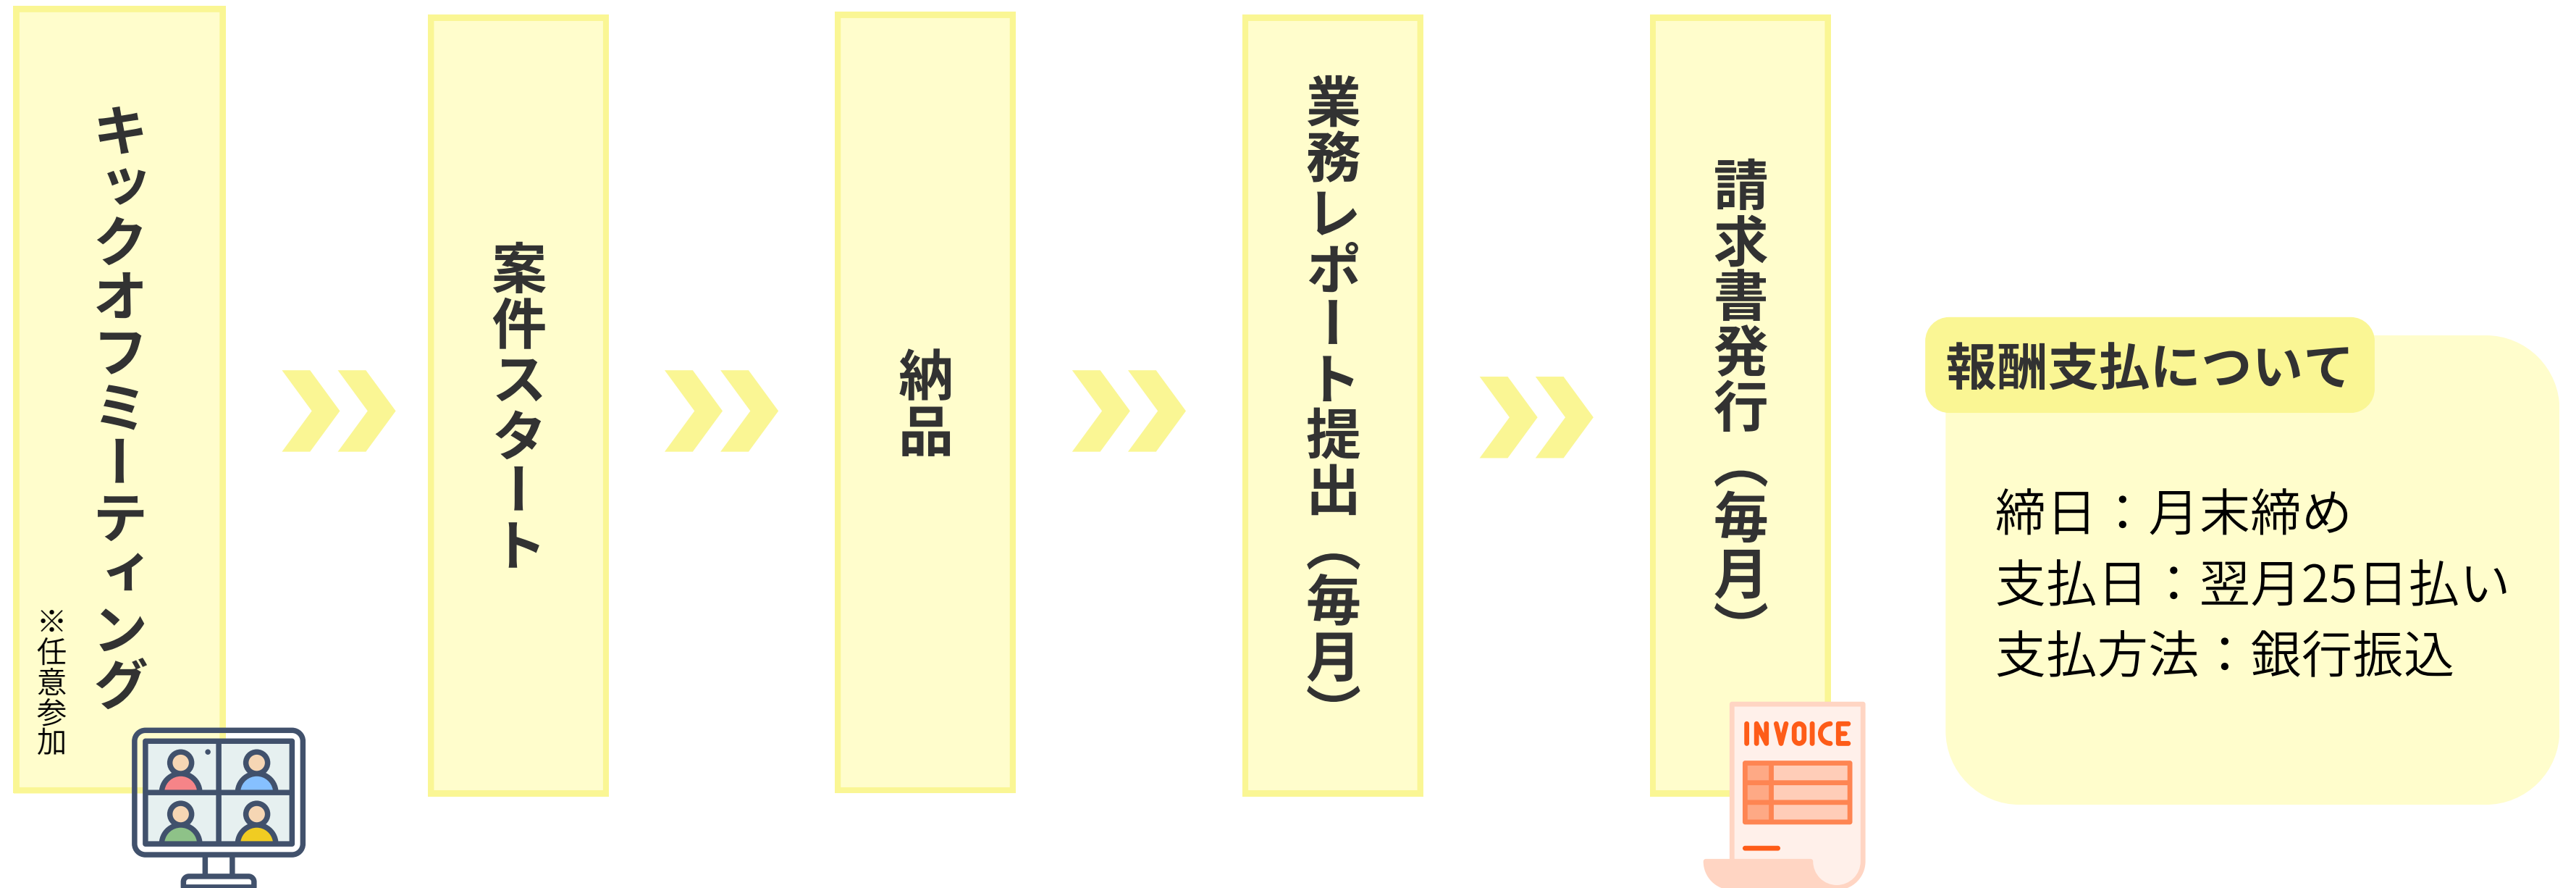 キックオフミーティング
※任意参加
案件スタート
納品
業務レポート提出（毎月）
請求書発行（毎月）
INVOICE
報酬支払について
締日：月末締め
支払日：翌月25日払い
支払方法：銀行振込